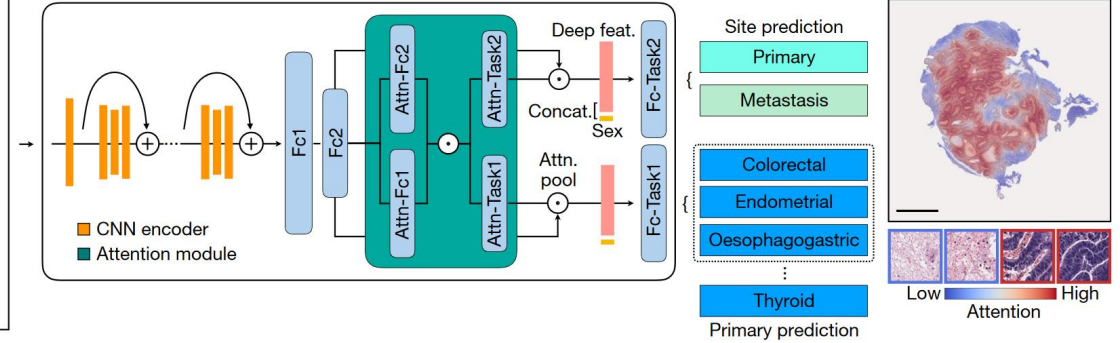 CNN encoder
Attention module
Fc1
Fc2
Attn-Fc2
Attn-Fc1
Attn-Task2
Attn-Task1
Deep feat.
Concat.[
Sex
Attn.
pool
Fc-Task2
Fc-Task1
Site prediction
Primary
Metastasis
Colorectal
Endometrial
Oesophagogastric
Thyroid
Primary prediction
Low
High
Attention